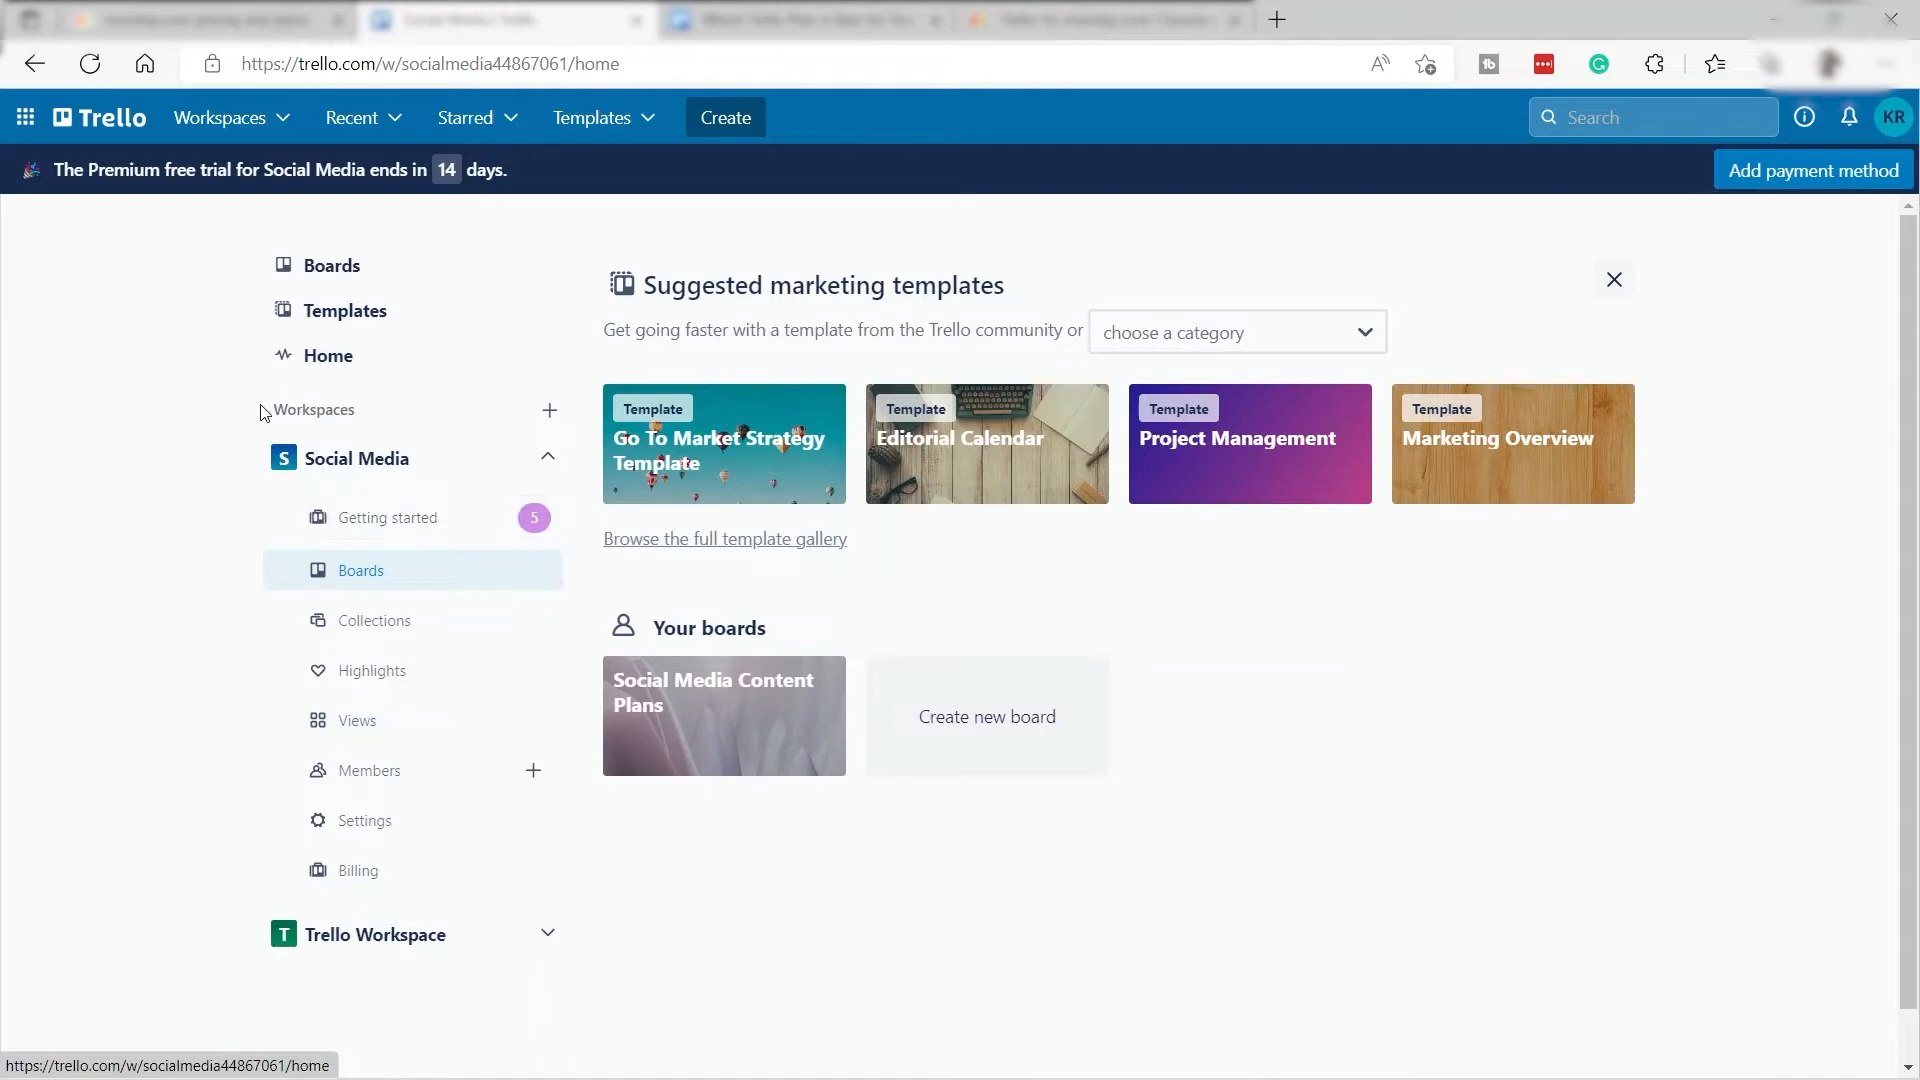 https://trello.com/w/socialmedia44867061/home
Trello
Workspaces
Recent
Starred
Templates
Create
Search
KR
The Premium free trial for Social Media ends in 14 days.
Add payment method
Boards
Templates
Home
Workspaces
S Social Media
Getting started
5
Boards
Collections
Highlights
Views
Members
Settings
Billing
T Trello Workspace
Suggested marketing templates
Get going faster with a template from the Trello community or
choose a category
Template
Go To Market Strategy
Template
Template
Editorial Calendar
Template
Project Management
Template
Marketing Overview
Browse the full template gallery
Your boards
Social Media Content
Plans
Create new board
https://trello.com/w/socialmedia44867061/home